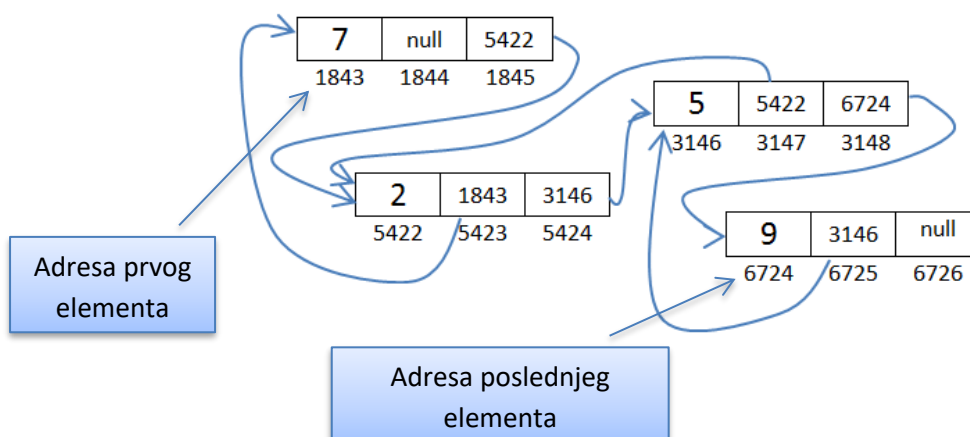 7 null 5422
1843 1844 1845
5 5422 6724
3146 3147 3148
2 1843 3146
5422 5423 5424
9 3146 null
6724 6725 6726
Adresa prvog
elementa
Adresa poslednjeg
elementa